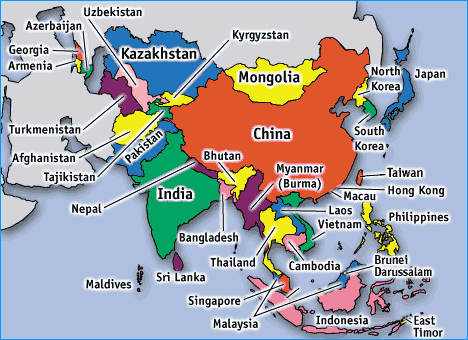 Uzbekistan
Azerbaijan
Georgia
Armenia
Kazakhstan
Kyrgyzstan
Mongolia
North
Korea
Japan
Turkmenistan
Afghanistan
Tajikistan
Pakistan
China
South
Korea
Bhutan
Myanmar
(Burma)
Taiwan
Hong Kong
Macau
India
Nepal
Laos
Vietnam
Philippines
Bangladesh
Thailand
Cambodia
Brunei
Darussalam
Maldives
Sri Lanka
Singapore
Malaysia
Indonesia
East
Timor